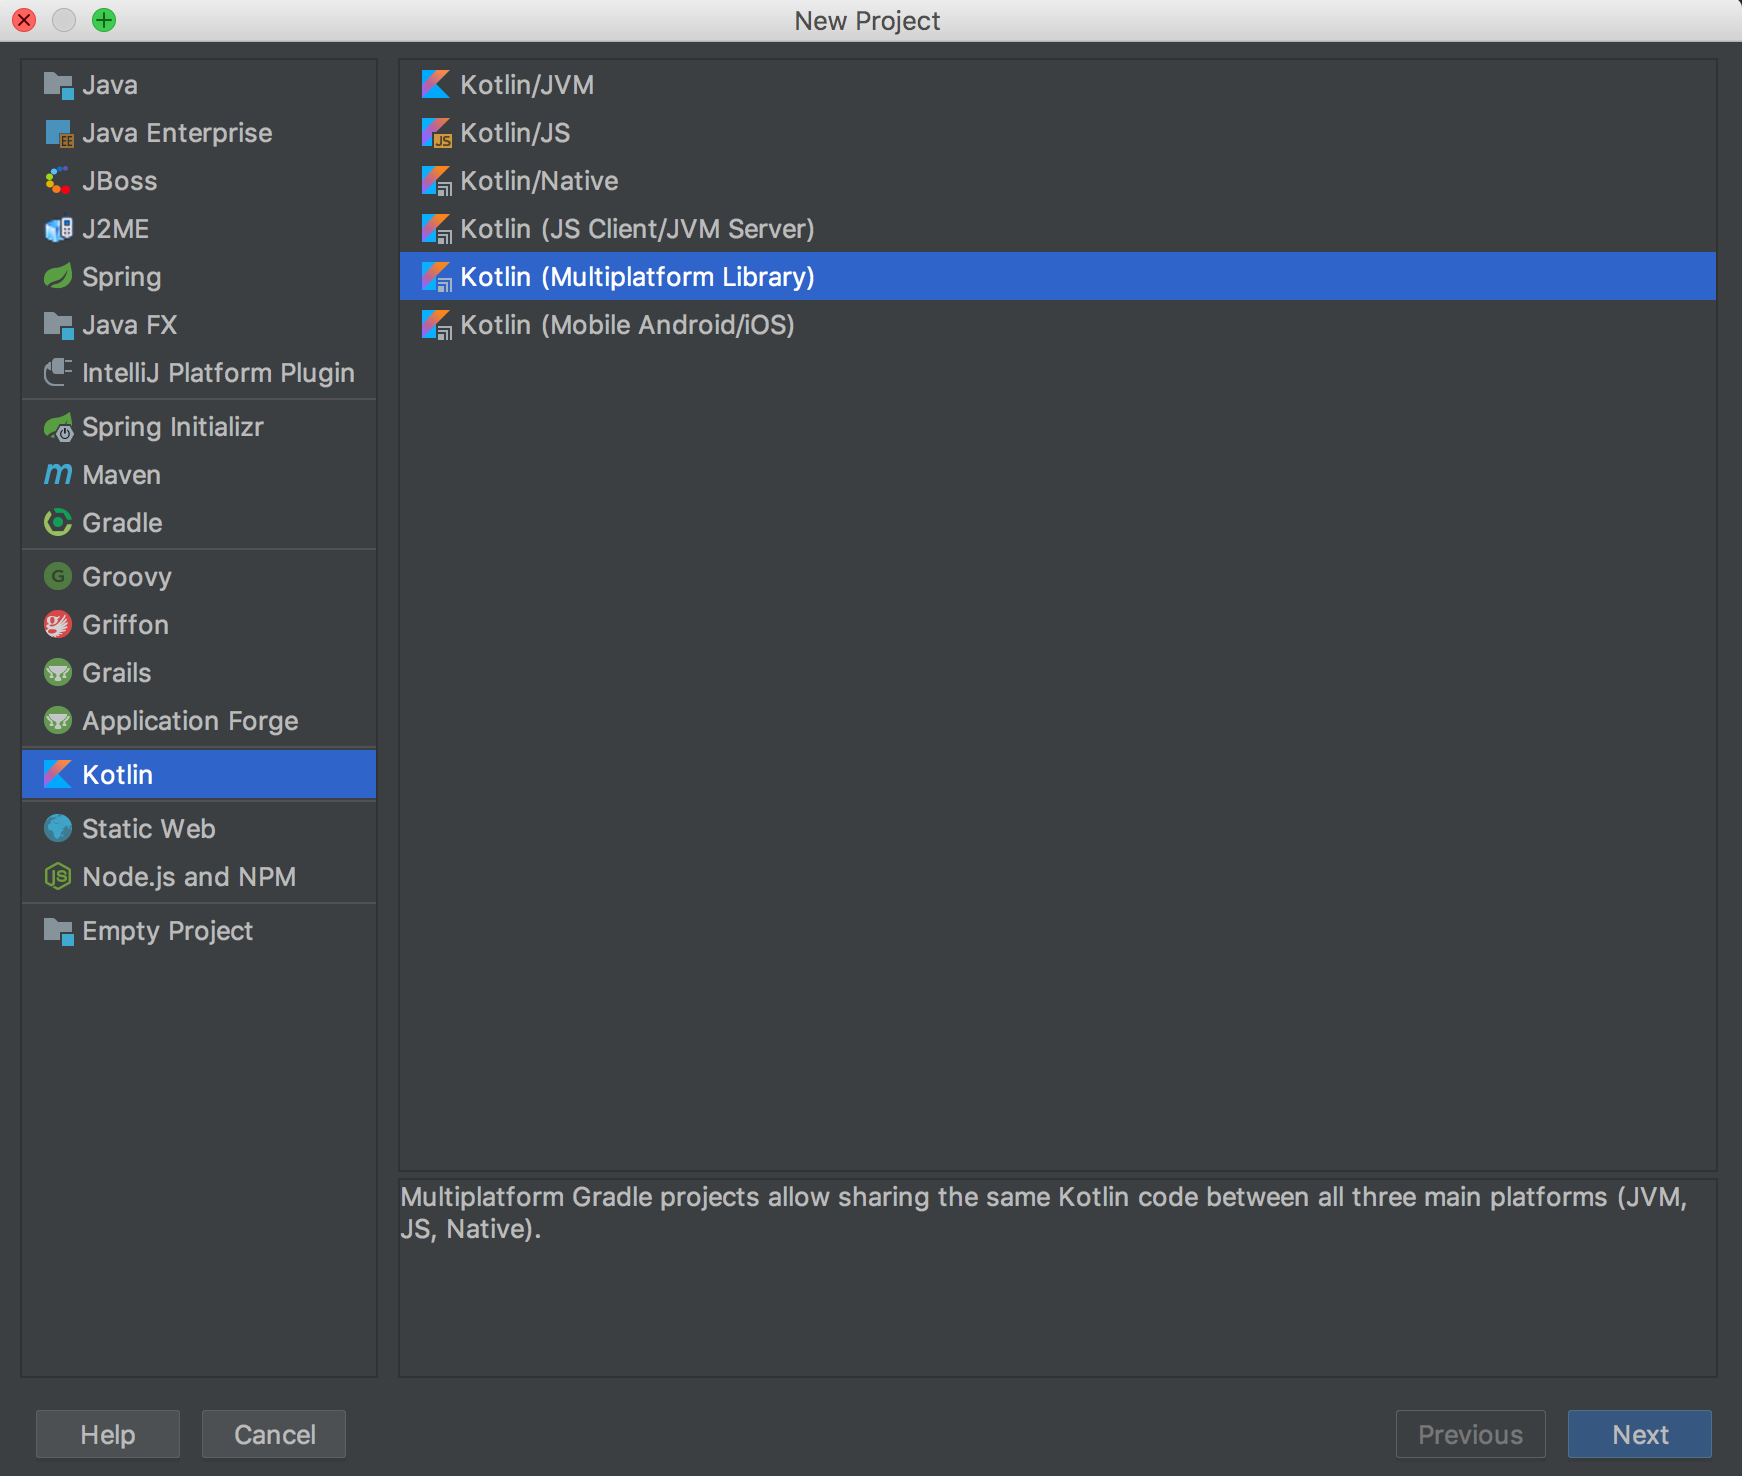 New Project
Java
Java Enterprise
JBoss
J2ME
Spring
Java FX
IntelliJ Platform Plugin
Spring Initializr
Maven
Gradle
Groovy
Griffon
Grails
Application Forge
Kotlin
Static Web
Node.js and NPM
Empty Project
Kotlin/JVM
Kotlin/JS
Kotlin/Native
Kotlin (JS Client/JVM Server)
Kotlin (Multiplatform Library)
Kotlin (Mobile Android/iOS)
Multiplatform Gradle projects allow sharing the same Kotlin code between all three main platforms (JVM,
JS, Native).
Help
Cancel
Previous
Next